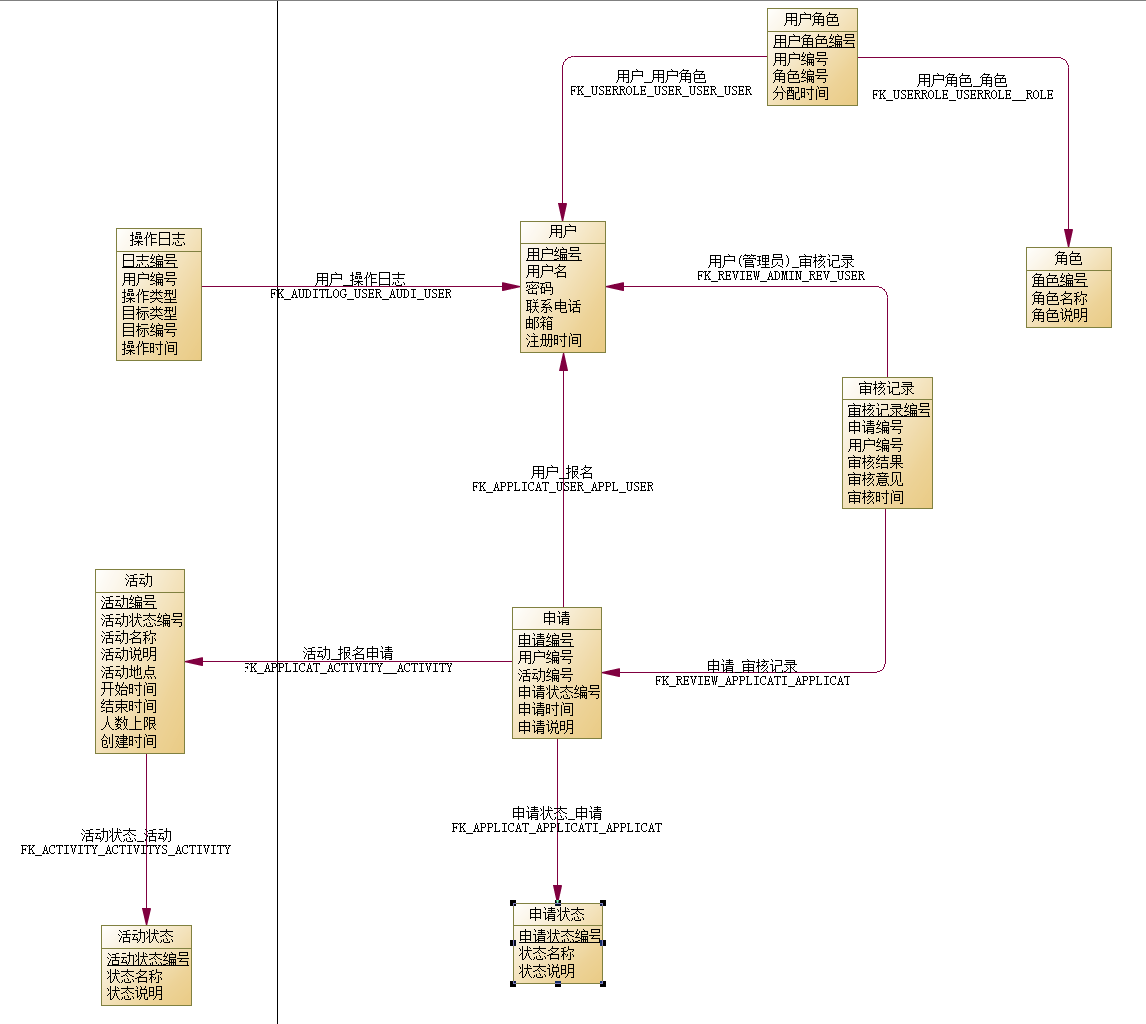 用户角色
用户角色编号
用户编号
角色编号
分配时间
用户_用户角色
FK_USERROLE_USER_USER_USER
用户角色_角色
FK_USERROLE_USERROLE__ROLE
操作日志
日志编号
用户编号
操作类型
目标类型
目标编号
操作时间
用户_操作日志
FK_AUDITLOG_USER_AUDI_USER
用户
用户编号
用户名
密码
联系电话
邮箱
注册时间
用户(管理员)_审核记录
FK_REVIEW_ADMIN_REV_USER
角色
角色编号
角色名称
角色说明
审核记录
审核记录编号
申请编号
用户编号
审核结果
审核意见
审核时间
用户_报名
FK_APPLICAT_USER_APPL_USER
活动
活动编号
活动状态编号
活动名称
活动说明
活动地点
开始时间
结束时间
人数上限
创建时间
活动_报名申请
FK_APPLICAT_ACTIVITY__ACTIVITY
申请
申请编号
用户编号
活动编号
申请状态编号
申请时间
申请说明
申请_审核记录
FK_REVIEW_APPLICATI_APPLICAT
活动状态_活动
FK_ACTIVITY_ACTIVITYS_ACTIVITY
申请状态_申请
FK_APPLICAT_APPLICATI_APPLICAT
活动状态
活动状态编号
状态名称
状态说明
申请状态
申请状态编号
状态名称
状态说明